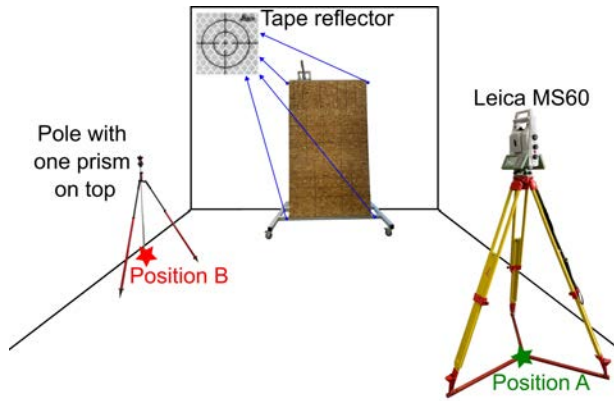 Tape reflector
Leica MS60
Pole with
one prism
on top
Position B
Position A